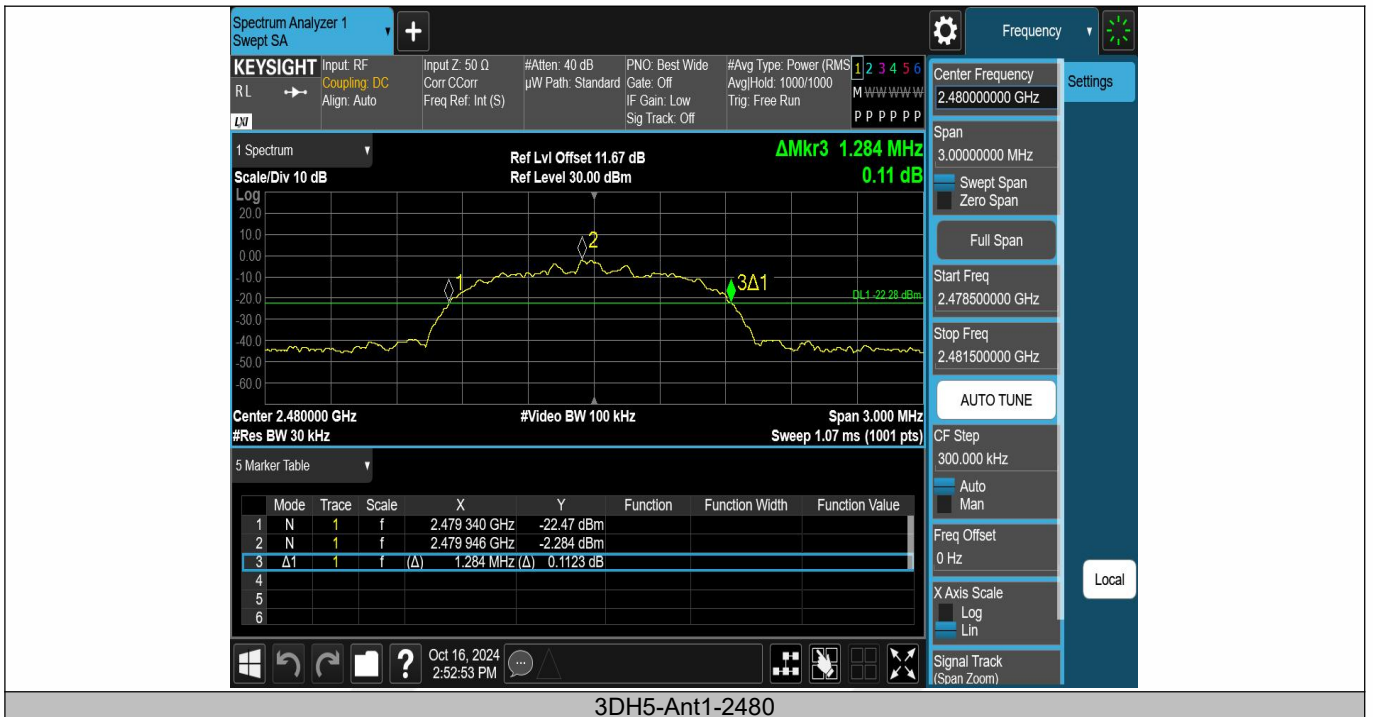 Spectrum Analyzer 1
Swept SA
+
Frequency
KEYSIGHT
RL
LXI
Input: RF
Coupling: DC
Align: Auto
Input Z: 50 Ω
Corr CCorr
Freq Ref: Int (S)
#Atten: 40 dB
µW Path: Standard
PNO: Best Wide
Gate: Off
IF Gain: Low
Sig Track: Off
#Avg Type: Power (RMS
Avg|Hold: 1000/1000
Trig: Free Run
1 2 3 4 5 6
M W W W W W
P P P P P P
1 Spectrum
Scale/Div 10 dB
Ref Lvl Offset 11.67 dB
Ref Level 30.00 dBm
ΔMkr3 1.284 MHz
0.11 dB
Log
20.0
10.0
0.00
-10.0
-20.0
-30.0
-40.0
-50.0
-60.0
1
2
3Δ1
DL1 -22.28 dBm
Center 2.480000 GHz
#Video BW 100 kHz
Span 3.000 MHz
#Res BW 30 kHz
Sweep 1.07 ms (1001 pts)
5 Marker Table
Mode Trace Scale X Y Function Function Width Function Value
1 N 1 f 2.479 340 GHz -22.47 dBm
2 N 1 f 2.479 946 GHz -2.284 dBm
3 Δ1 1 f (Δ) 1.284 MHz (Δ) 0.1123 dB
4
5
6
?
Oct 16, 2024
2:52:53 PM
Center Frequency
2.480000000 GHz
Settings
Span
3.00000000 MHz
Swept Span
Zero Span
Full Span
Start Freq
2.478500000 GHz
Stop Freq
2.481500000 GHz
AUTO TUNE
CF Step
300.000 kHz
Auto
Man
Freq Offset
0 Hz
X Axis Scale
Log
Lin
Local
Signal Track
(Span Zoom)
3DH5-Ant1-2480